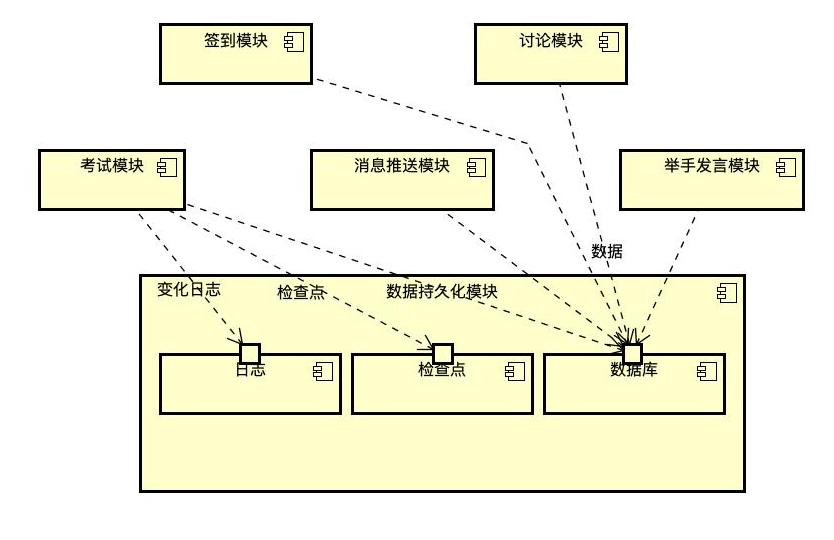 签到模块
讨论模块
考试模块
消息推送模块
举手发言模块
数据
变化日志
检查点
数据持久化模块
日志
检查点
数据库